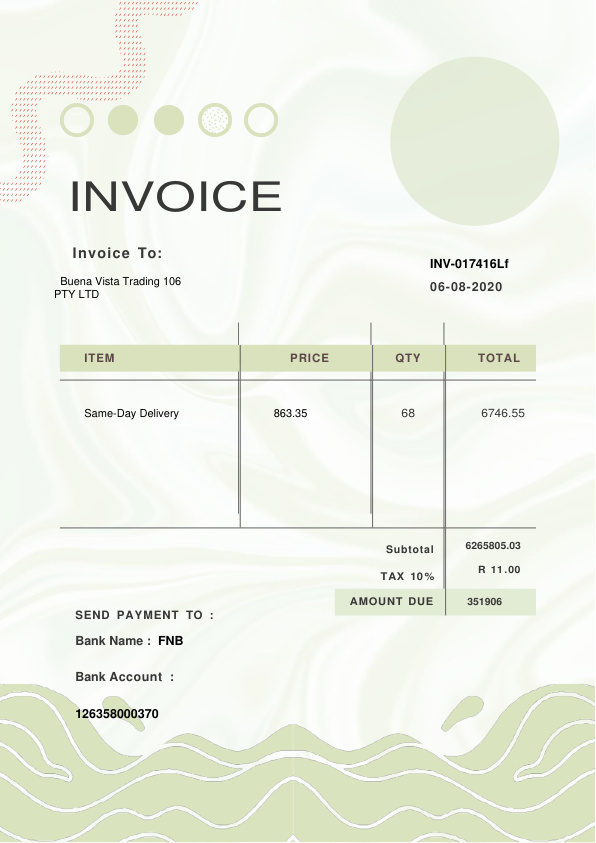 INVOICE
Invoice To:
Buena Vista Trading 106
PTY LTD
INV-017416Lf
06-08-2020
ITEM PRICE QTY TOTAL
Same-Day Delivery 863.35 68 6746.55
Subtotal 6265805.03
TAX 10% R 11.00
AMOUNT DUE 351906
SEND PAYMENT TO :
Bank Name : FNB
Bank Account :
126358000370